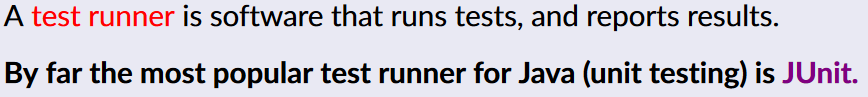 A test runner is software that runs tests, and reports results.
By far the most popular test runner for Java (unit testing) is JUnit.